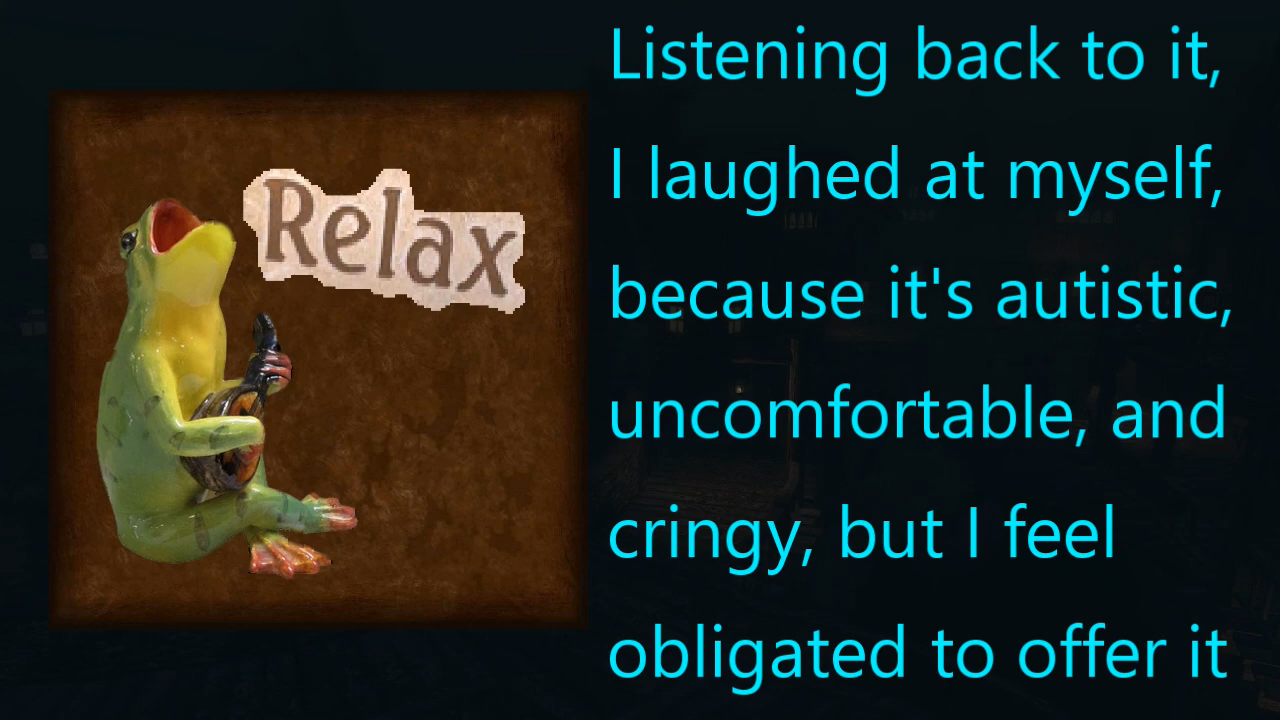 Relax
Listening back to it,
I laughed at myself,
because it's autistic,
uncomfortable, and
cringy, but I feel
obligated to offer it